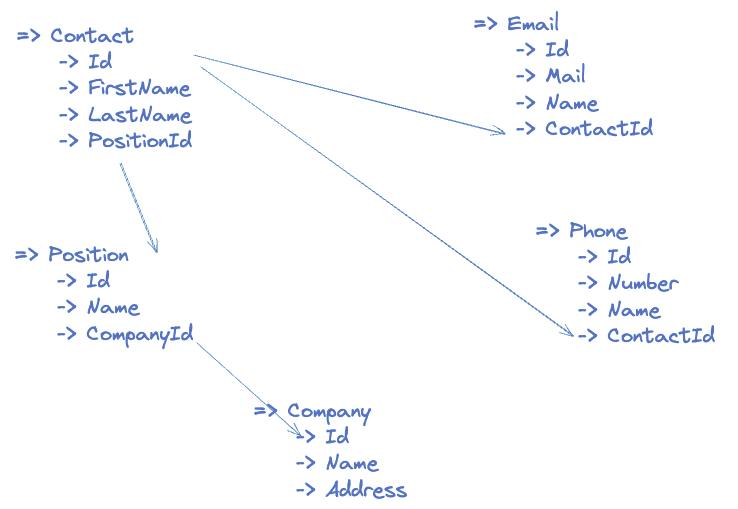 => Contact
-> Id
-> FirstName
-> LastName
-> PositionId
=> Email
-> Id
-> Mail
-> Name
-> ContactId
=> Position
-> Id
-> Name
-> CompanyId
=> Phone
-> Id
-> Number
-> Name
-> ContactId
=> Company
-> Id
-> Name
-> Address